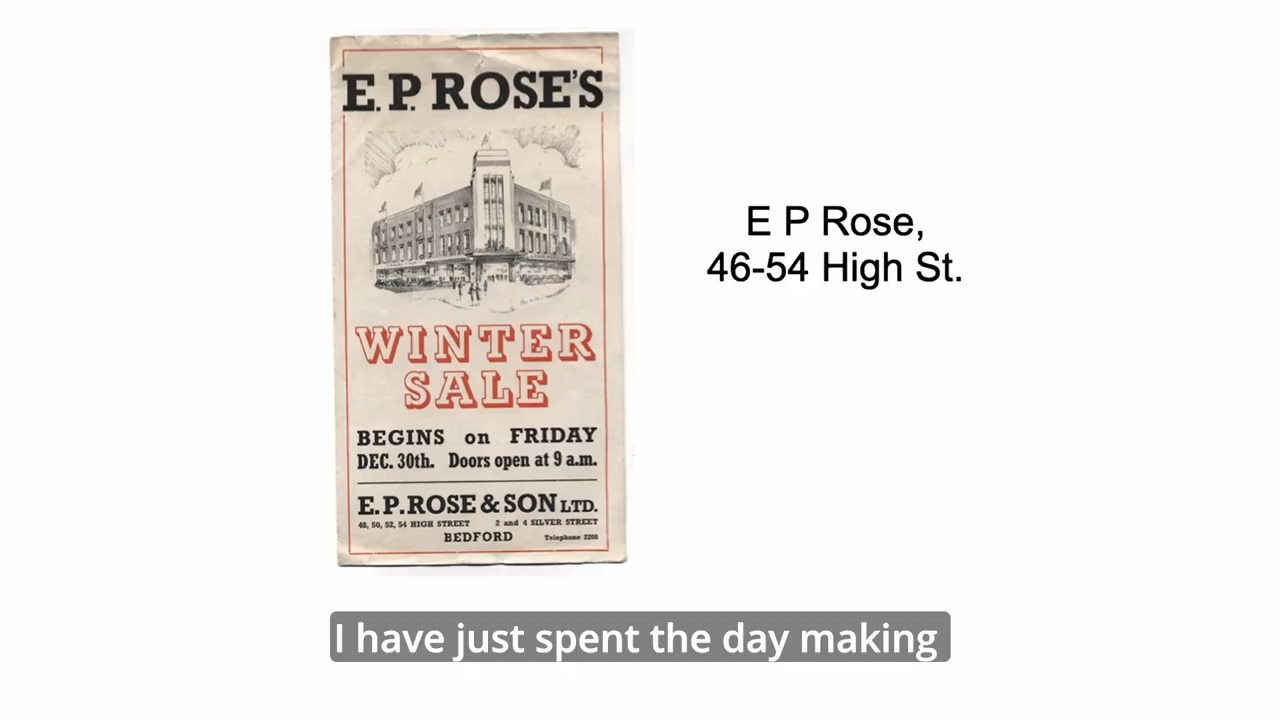 E. P. ROSE'S
WINTER
SALE
BEGINS on FRIDAY
DEC. 30th. Doors open at 9 a.m.
E. P. ROSE & SON LTD.
48, 50, 52, 54 HIGH STREET 2 and 4 SILVER STREET
BEDFORD Telephone 2200
E P Rose,
46-54 High St.
I have just spent the day making